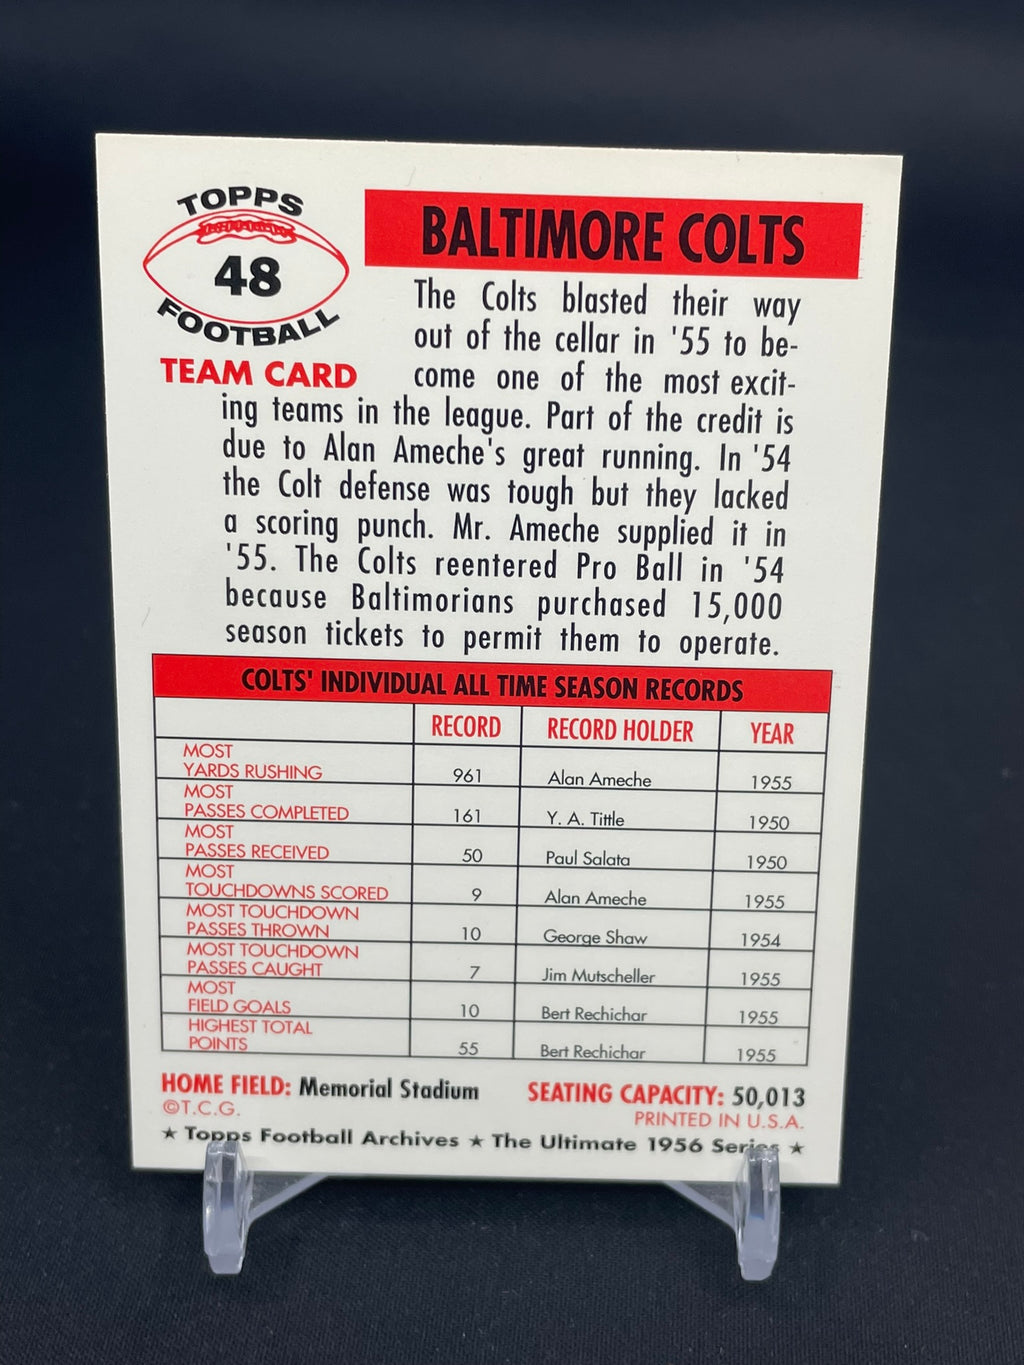 TOPPS
48
FOOTBALL
TEAM CARD
BALTIMORE COLTS
The Colts blasted their way
out of the cellar in '55 to be-
come one of the most excit-
ing teams in the league. Part of the credit is
due to Alan Ameche's great running. In '54
the Colt defense was tough but they lacked
a scoring punch. Mr. Ameche supplied it in
'55. The Colts reentered Pro Ball in '54
because Baltimorians purchased 15,000
season tickets to permit them to operate.
COLTS' INDIVIDUAL ALL TIME SEASON RECORDS
RECORD RECORD HOLDER YEAR
MOST
YARDS RUSHING 961 Alan Ameche 1955
MOST
PASSES COMPLETED 161 Y. A. Tittle 1950
MOST
PASSES RECEIVED 50 Paul Salata 1950
MOST
TOUCHDOWNS SCORED 9 Alan Ameche 1955
MOST TOUCHDOWN
PASSES THROWN 10 George Shaw 1954
MOST TOUCHDOWN
PASSES CAUGHT 7 Jim Mutscheller 1955
MOST
FIELD GOALS 10 Bert Rechichar 1955
HIGHEST TOTAL
POINTS 55 Bert Rechichar 1955
HOME FIELD: Memorial Stadium SEATING CAPACITY: 50,013
©T.C.G. PRINTED IN U.S.A.
★ Topps Football Archives ★ The Ultimate 1956 Series ★